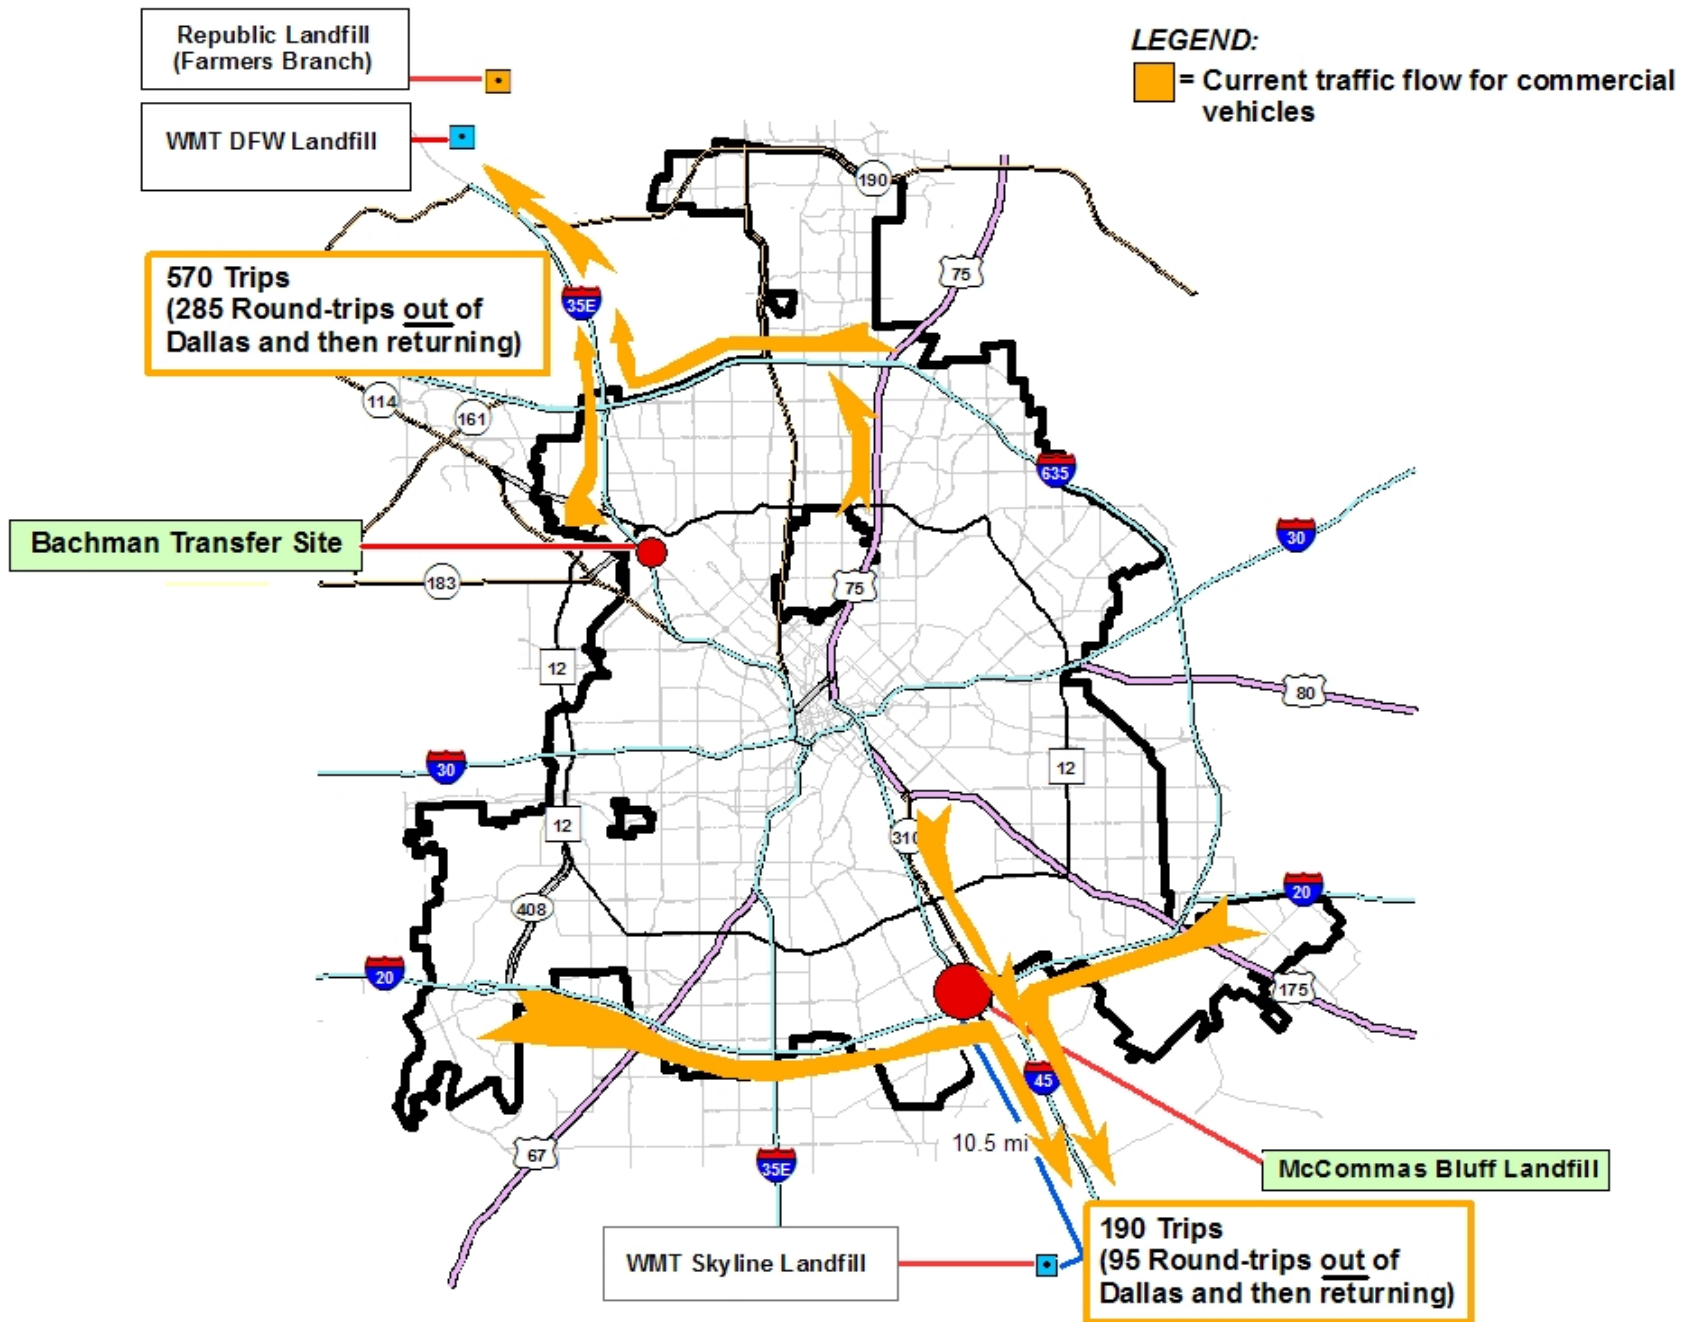 Republic Landfill
(Farmers Branch)
LEGEND:
= Current traffic flow for commercial
vehicles
WMT DFW Landfill
190
75
570 Trips
(285 Round-trips out of
Dallas and then returning)
35E
114
161
635
30
Bachman Transfer Site
183
75
12
80
30
12
12
310
408
20
20
175
45
10.5 mi
67
35E
McCommas Bluff Landfill
190 Trips
(95 Round-trips out of
Dallas and then returning)
WMT Skyline Landfill